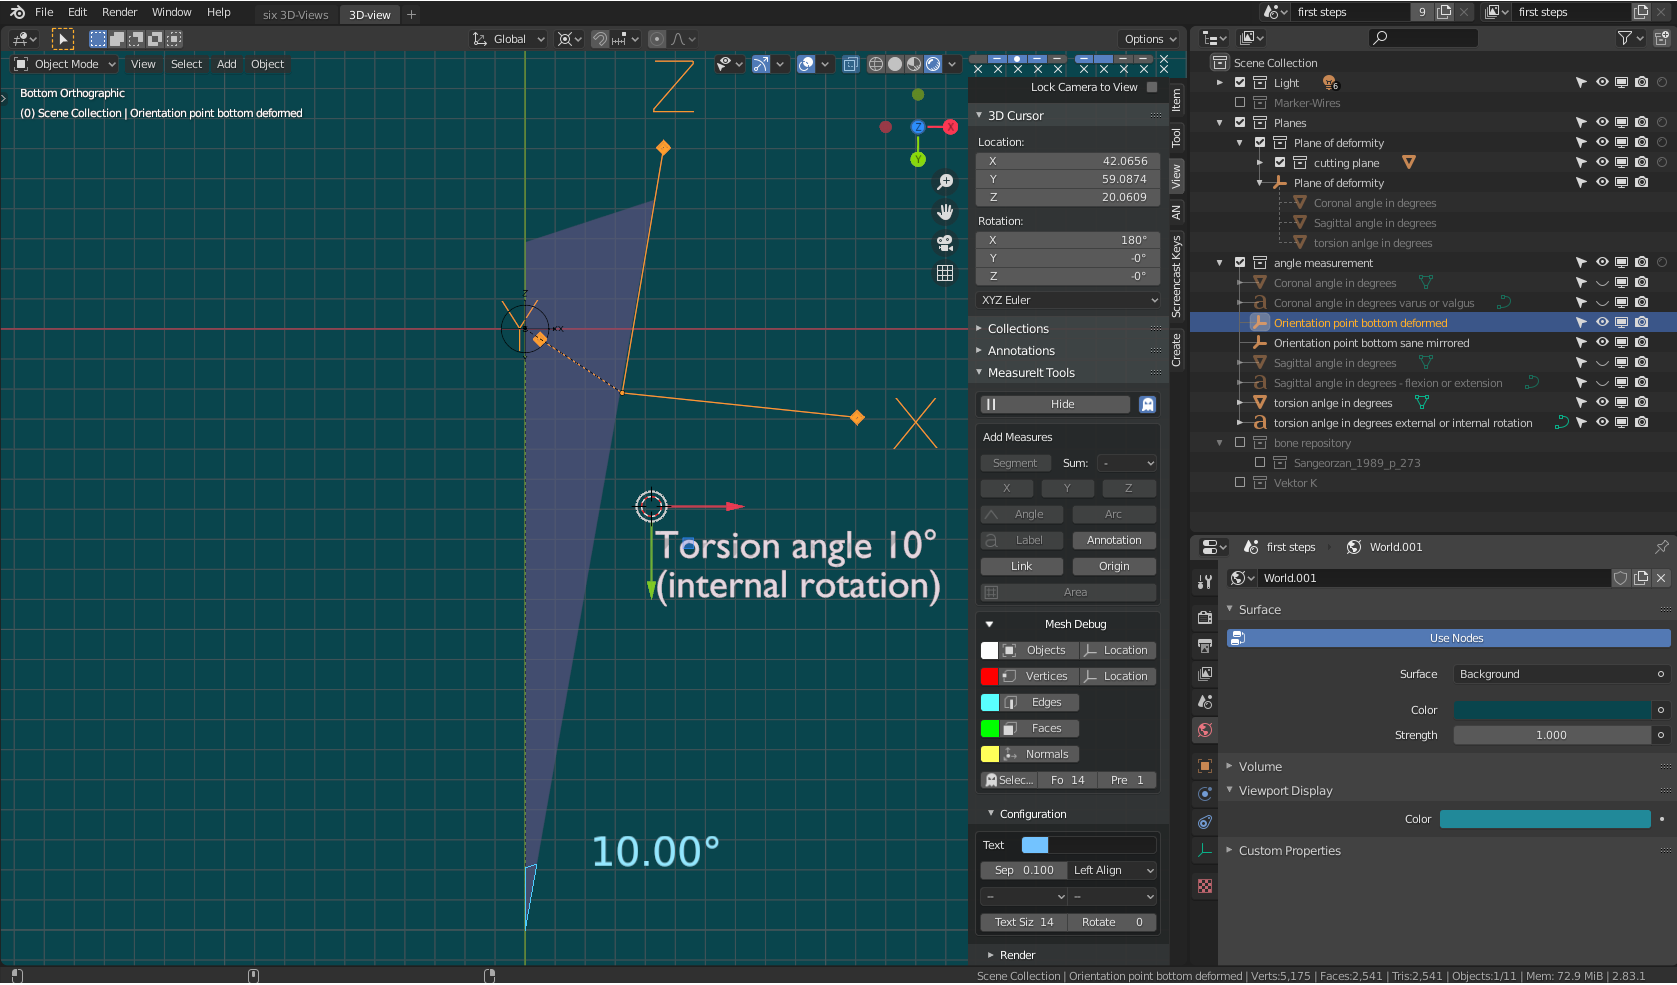 File Edit Render Window Help
six 3D-Views 3D-view +
first steps 9
first steps
Global
Options
Object Mode View Select Add Object
Bottom Orthographic
(0) Scene Collection | Orientation point bottom deformed
Z
X
Y
Z
X
Torsion angle 10°
(internal rotation)
10.00°
Lock Camera to View
3D Cursor
Location:
X 42.0656
Y 59.0874
Z 20.0609
Rotation:
X 180°
Y -0°
Z -0°
XYZ Euler
Collections
Annotations
MeasureIt Tools
Hide
Add Measures
Segment Sum: -
X Y Z
Angle Arc
Label Annotation
Link Origin
Area
Mesh Debug
Objects Location
Vertices Location
Edges
Faces
Normals
Selec... Fo 14 Pre 1
Configuration
Text
Sep 0.100 Left Align
– –
Text Siz 14 Rotate 0
Render
Item
Tool
View
AN
Screencast Keys
Create
Scene Collection
Light 6
Marker-Wires
Planes
Plane of deformity
cutting plane
Plane of deformity
Coronal angle in degrees
Sagittal angle in degrees
torsion anlge in degrees
angle measurement
Coronal angle in degrees
Coronal angle in degrees varus or valgus
Orientation point bottom deformed
Orientation point bottom sane mirrored
Sagittal angle in degrees
Sagittal angle in degrees - flexion or extension
torsion anlge in degrees
torsion anlge in degrees external or internal rotation
bone repository
Sangeorzan_1989_p_273
Vektor K
first steps World.001
World.001
Surface
Use Nodes
Surface Background
Color
Strength 1.000
Volume
Viewport Display
Color
Custom Properties
Scene Collection | Orientation point bottom deformed | Verts:5,175 | Faces:2,541 | Tris:2,541 | Objects:1/11 | Mem: 72.9 MiB | 2.83.1